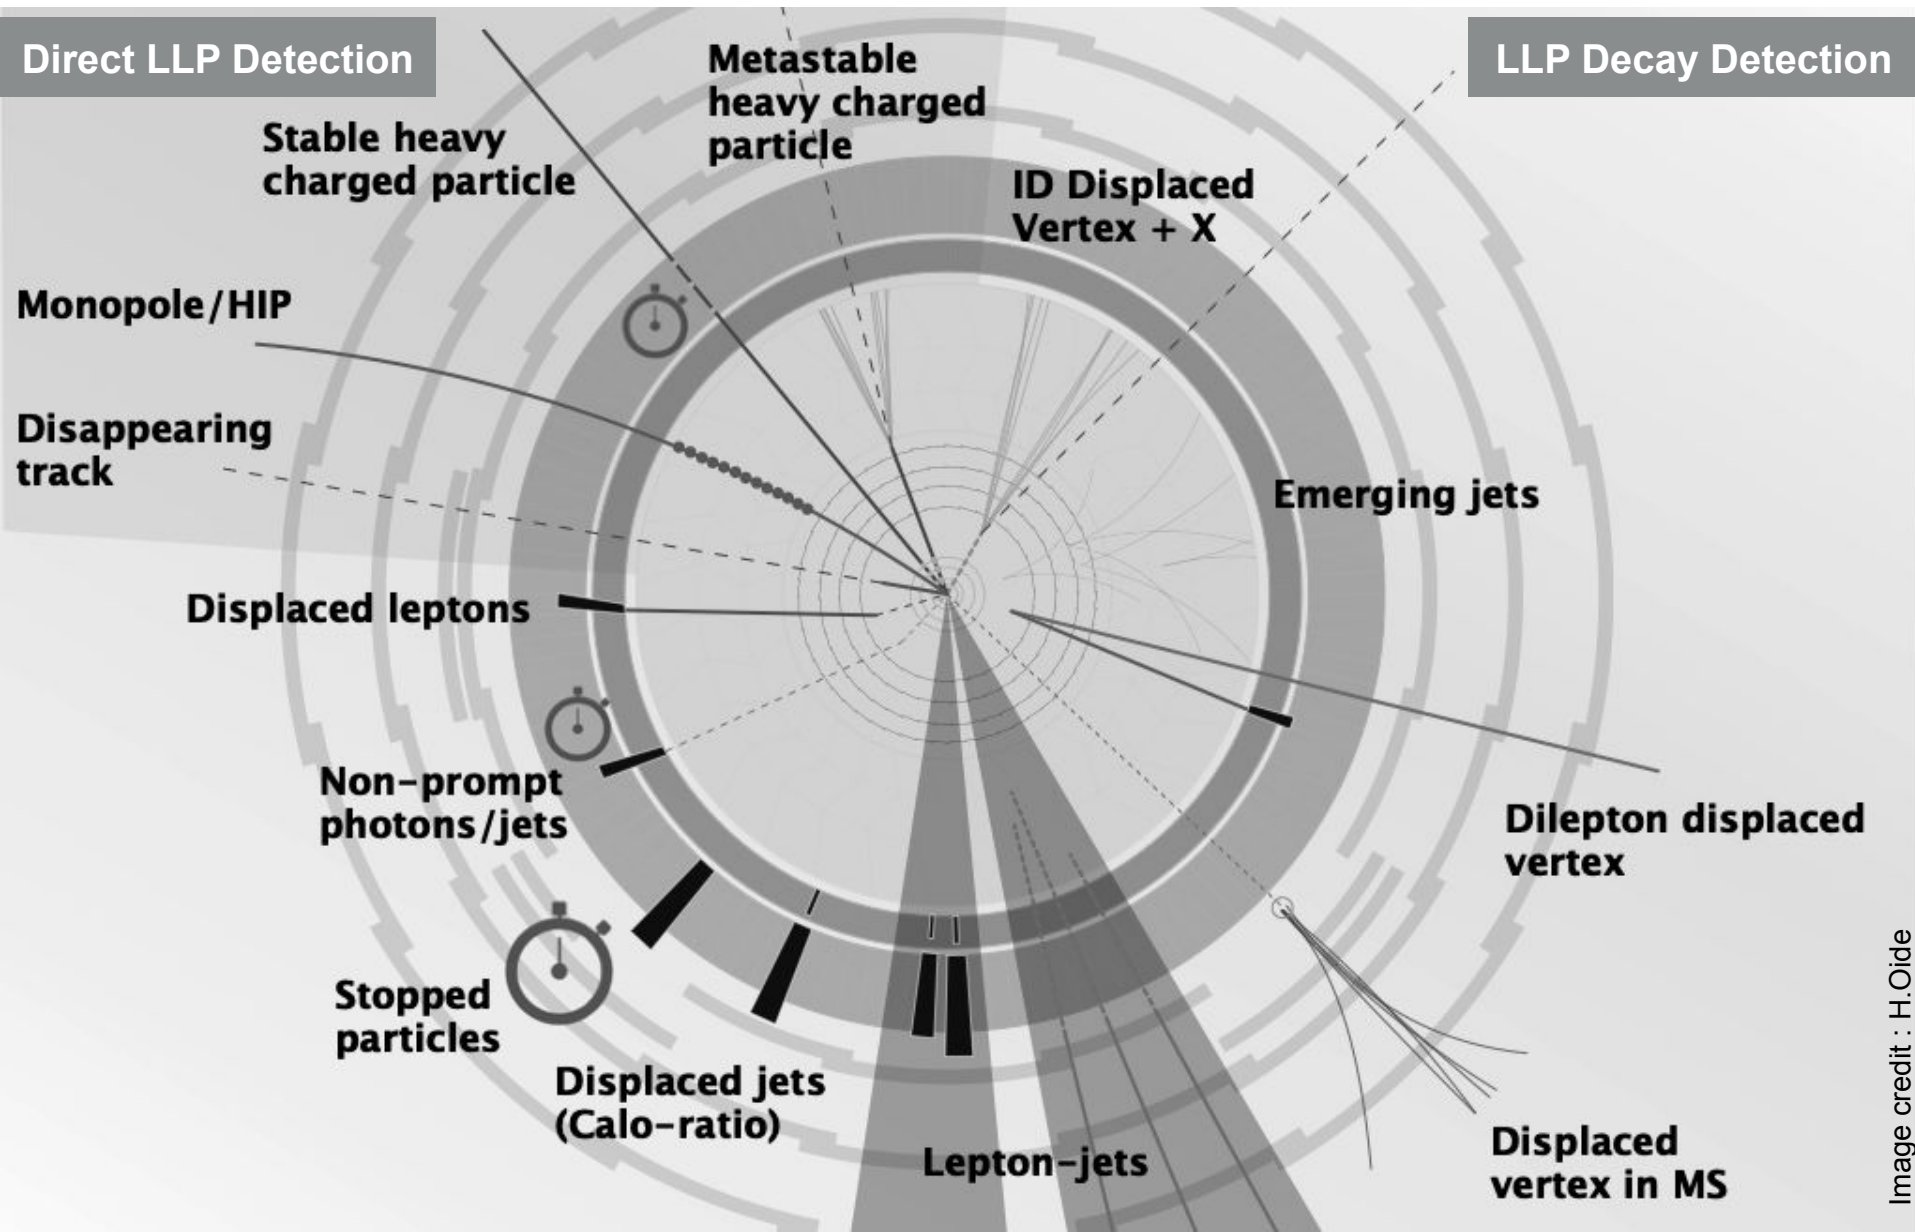 Direct LLP Detection
LLP Decay Detection
Metastable
heavy charged
particle
Stable heavy
charged particle
ID Displaced
Vertex + X
Monopole/HIP
Disappearing
track
Emerging jets
Displaced leptons
Non-prompt
photons/jets
Dilepton displaced
vertex
Stopped
particles
Displaced jets
(Calo-ratio)
Lepton-jets
Displaced
vertex in MS
Image credit : H.Oide